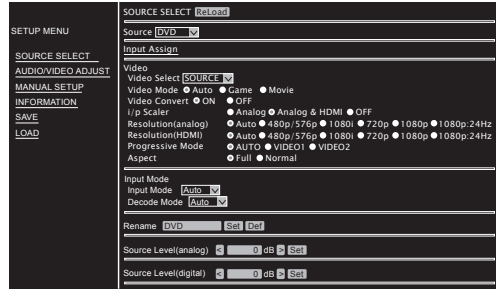 SETUP MENU
SOURCE SELECT
AUDIO/VIDEO ADJUST
MANUAL SETUP
INFORMATION
SAVE
LOAD
SOURCE SELECT ReLoad
Source DVD
Input Assign
Video
Video Select SOURCE
Video Mode Auto Game Movie
Video Convert ON OFF
i/p Scaler Analog Analog & HDMI OFF
Resolution(analog) Auto 480p/576p 1080i 720p 1080p 1080p:24Hz
Resolution(HDMI) Auto 480p/576p 1080i 720p 1080p 1080p:24Hz
Progressive Mode AUTO VIDEO1 VIDEO2
Aspect Full Normal
Input Mode
Input Mode Auto
Decode Mode Auto
Rename DVD Set Def
Source Level(analog) < 0 dB > Set
Source Level(digital) < 0 dB > Set